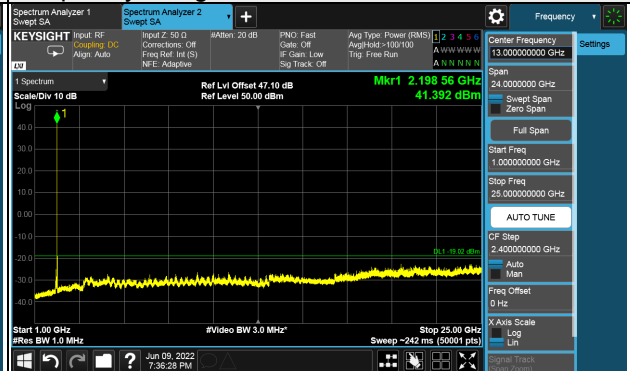 Spectrum Analyzer 1
Swept SA
Spectrum Analyzer 2
Swept SA
Frequency
KEYSIGHT
Input: RF
Coupling: DC
Align: Auto
Input Z: 50 Ω
Corrections: Off
Freq Ref: Int (S)
NFE: Adaptive
#Atten: 20 dB
PNO: Fast
Gate: Off
IF Gain: Low
Sig Track: Off
Avg Type: Power (RMS)
Avg|Hold:>100/100
Trig: Free Run
1 2 3 4 5 6
A W W W W W
A N N N N N
LXI
1 Spectrum
Scale/Div 10 dB
Log
Ref Lvl Offset 47.10 dB
Ref Level 50.00 dBm
Mkr1 2.198 56 GHz
41.392 dBm
1
40.0
30.0
20.0
10.0
0.00
-10.0
-20.0
-30.0
-40.0
DL1 -19.02 dBm
Start 1.00 GHz
#Res BW 1.0 MHz
#Video BW 3.0 MHz*
Stop 25.00 GHz
Sweep ~242 ms (50001 pts)
Jun 09, 2022
7:36:28 PM
Center Frequency
13.000000000 GHz
Settings
Span
24.0000000 GHz
Swept Span
Zero Span
Full Span
Start Freq
1.000000000 GHz
Stop Freq
25.000000000 GHz
AUTO TUNE
CF Step
2.400000000 GHz
Auto
Man
Freq Offset
0 Hz
X Axis Scale
Log
Lin
Signal Track
(Span Zoom)